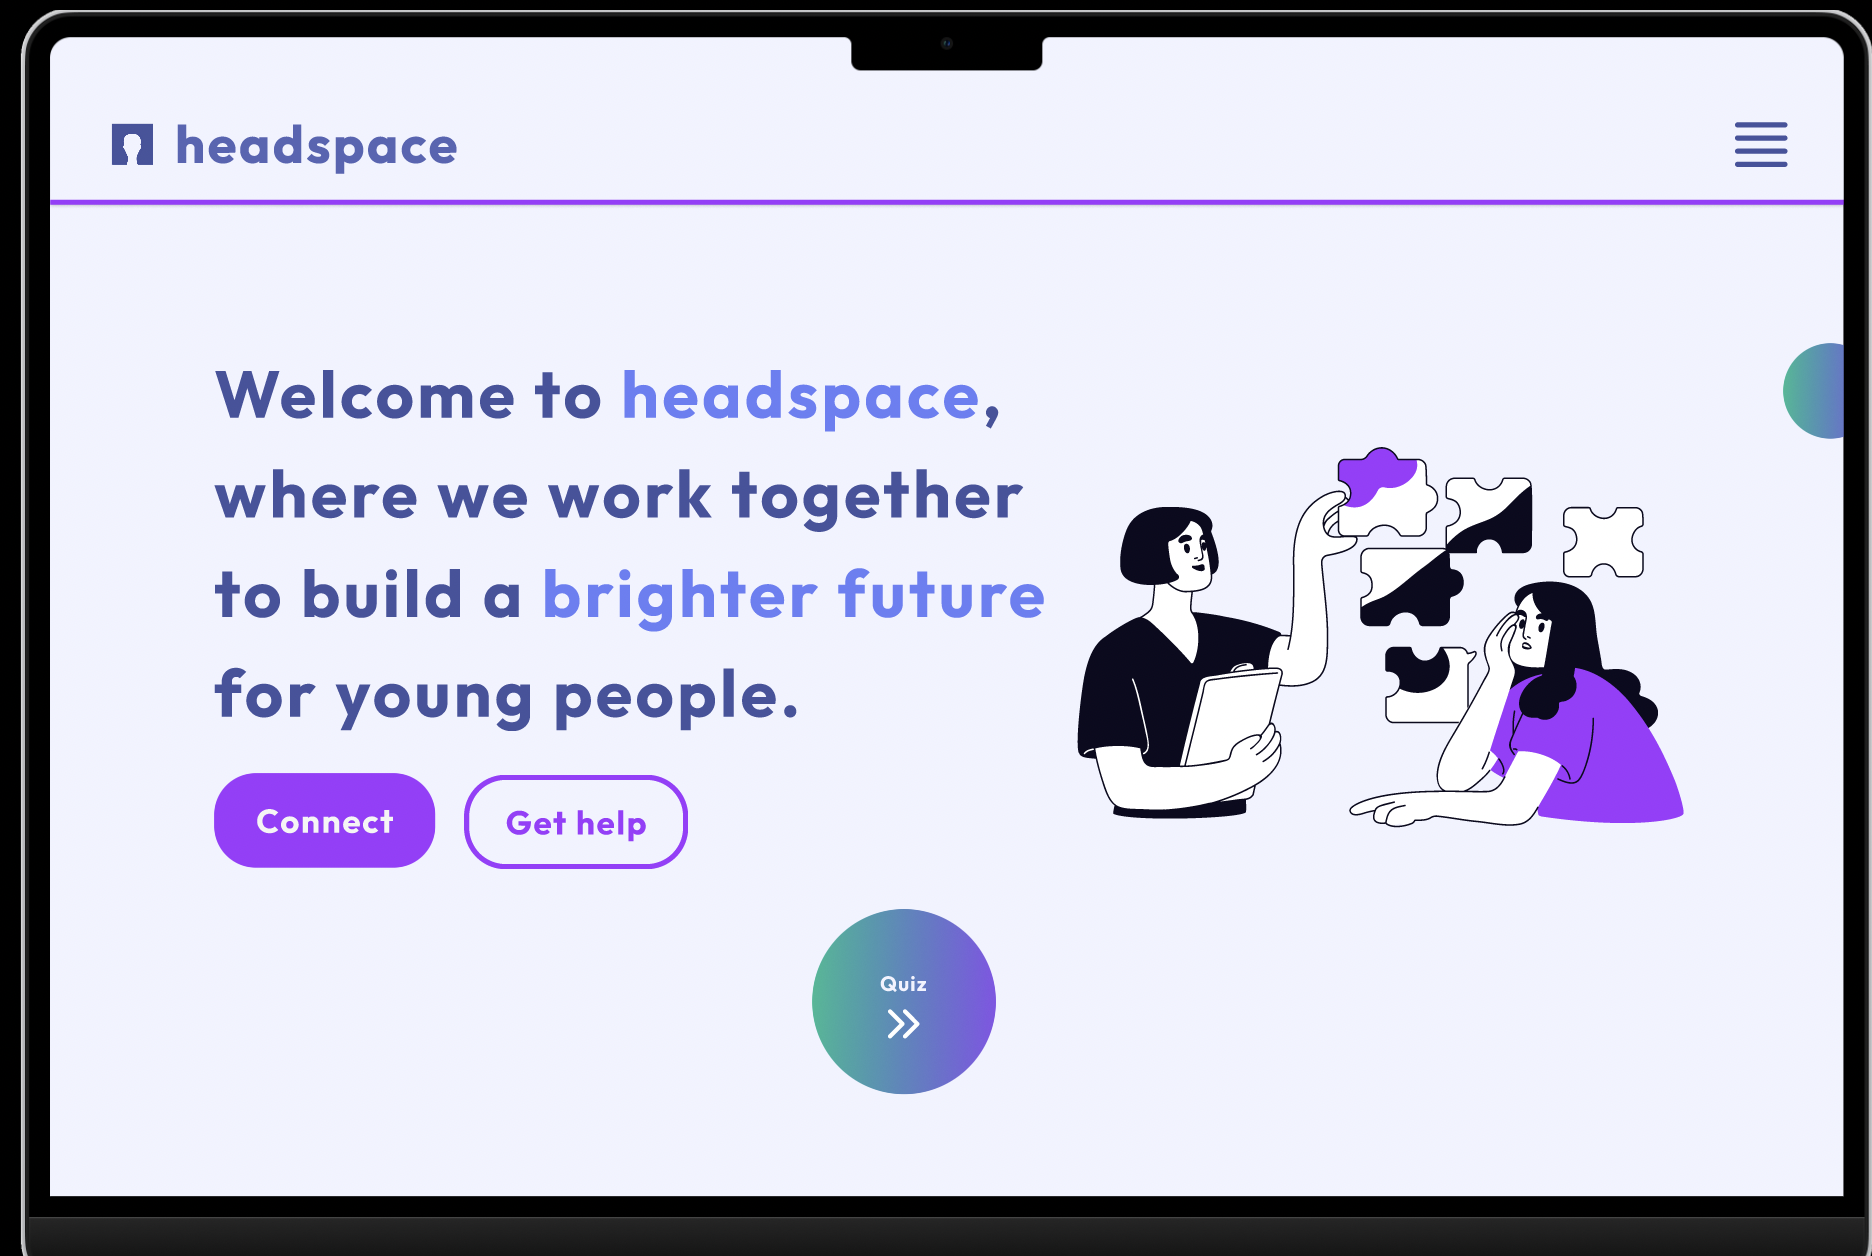 headspace
Welcome to headspace,
where we work together
to build a brighter future
for young people.
Connect
Get help
Quiz